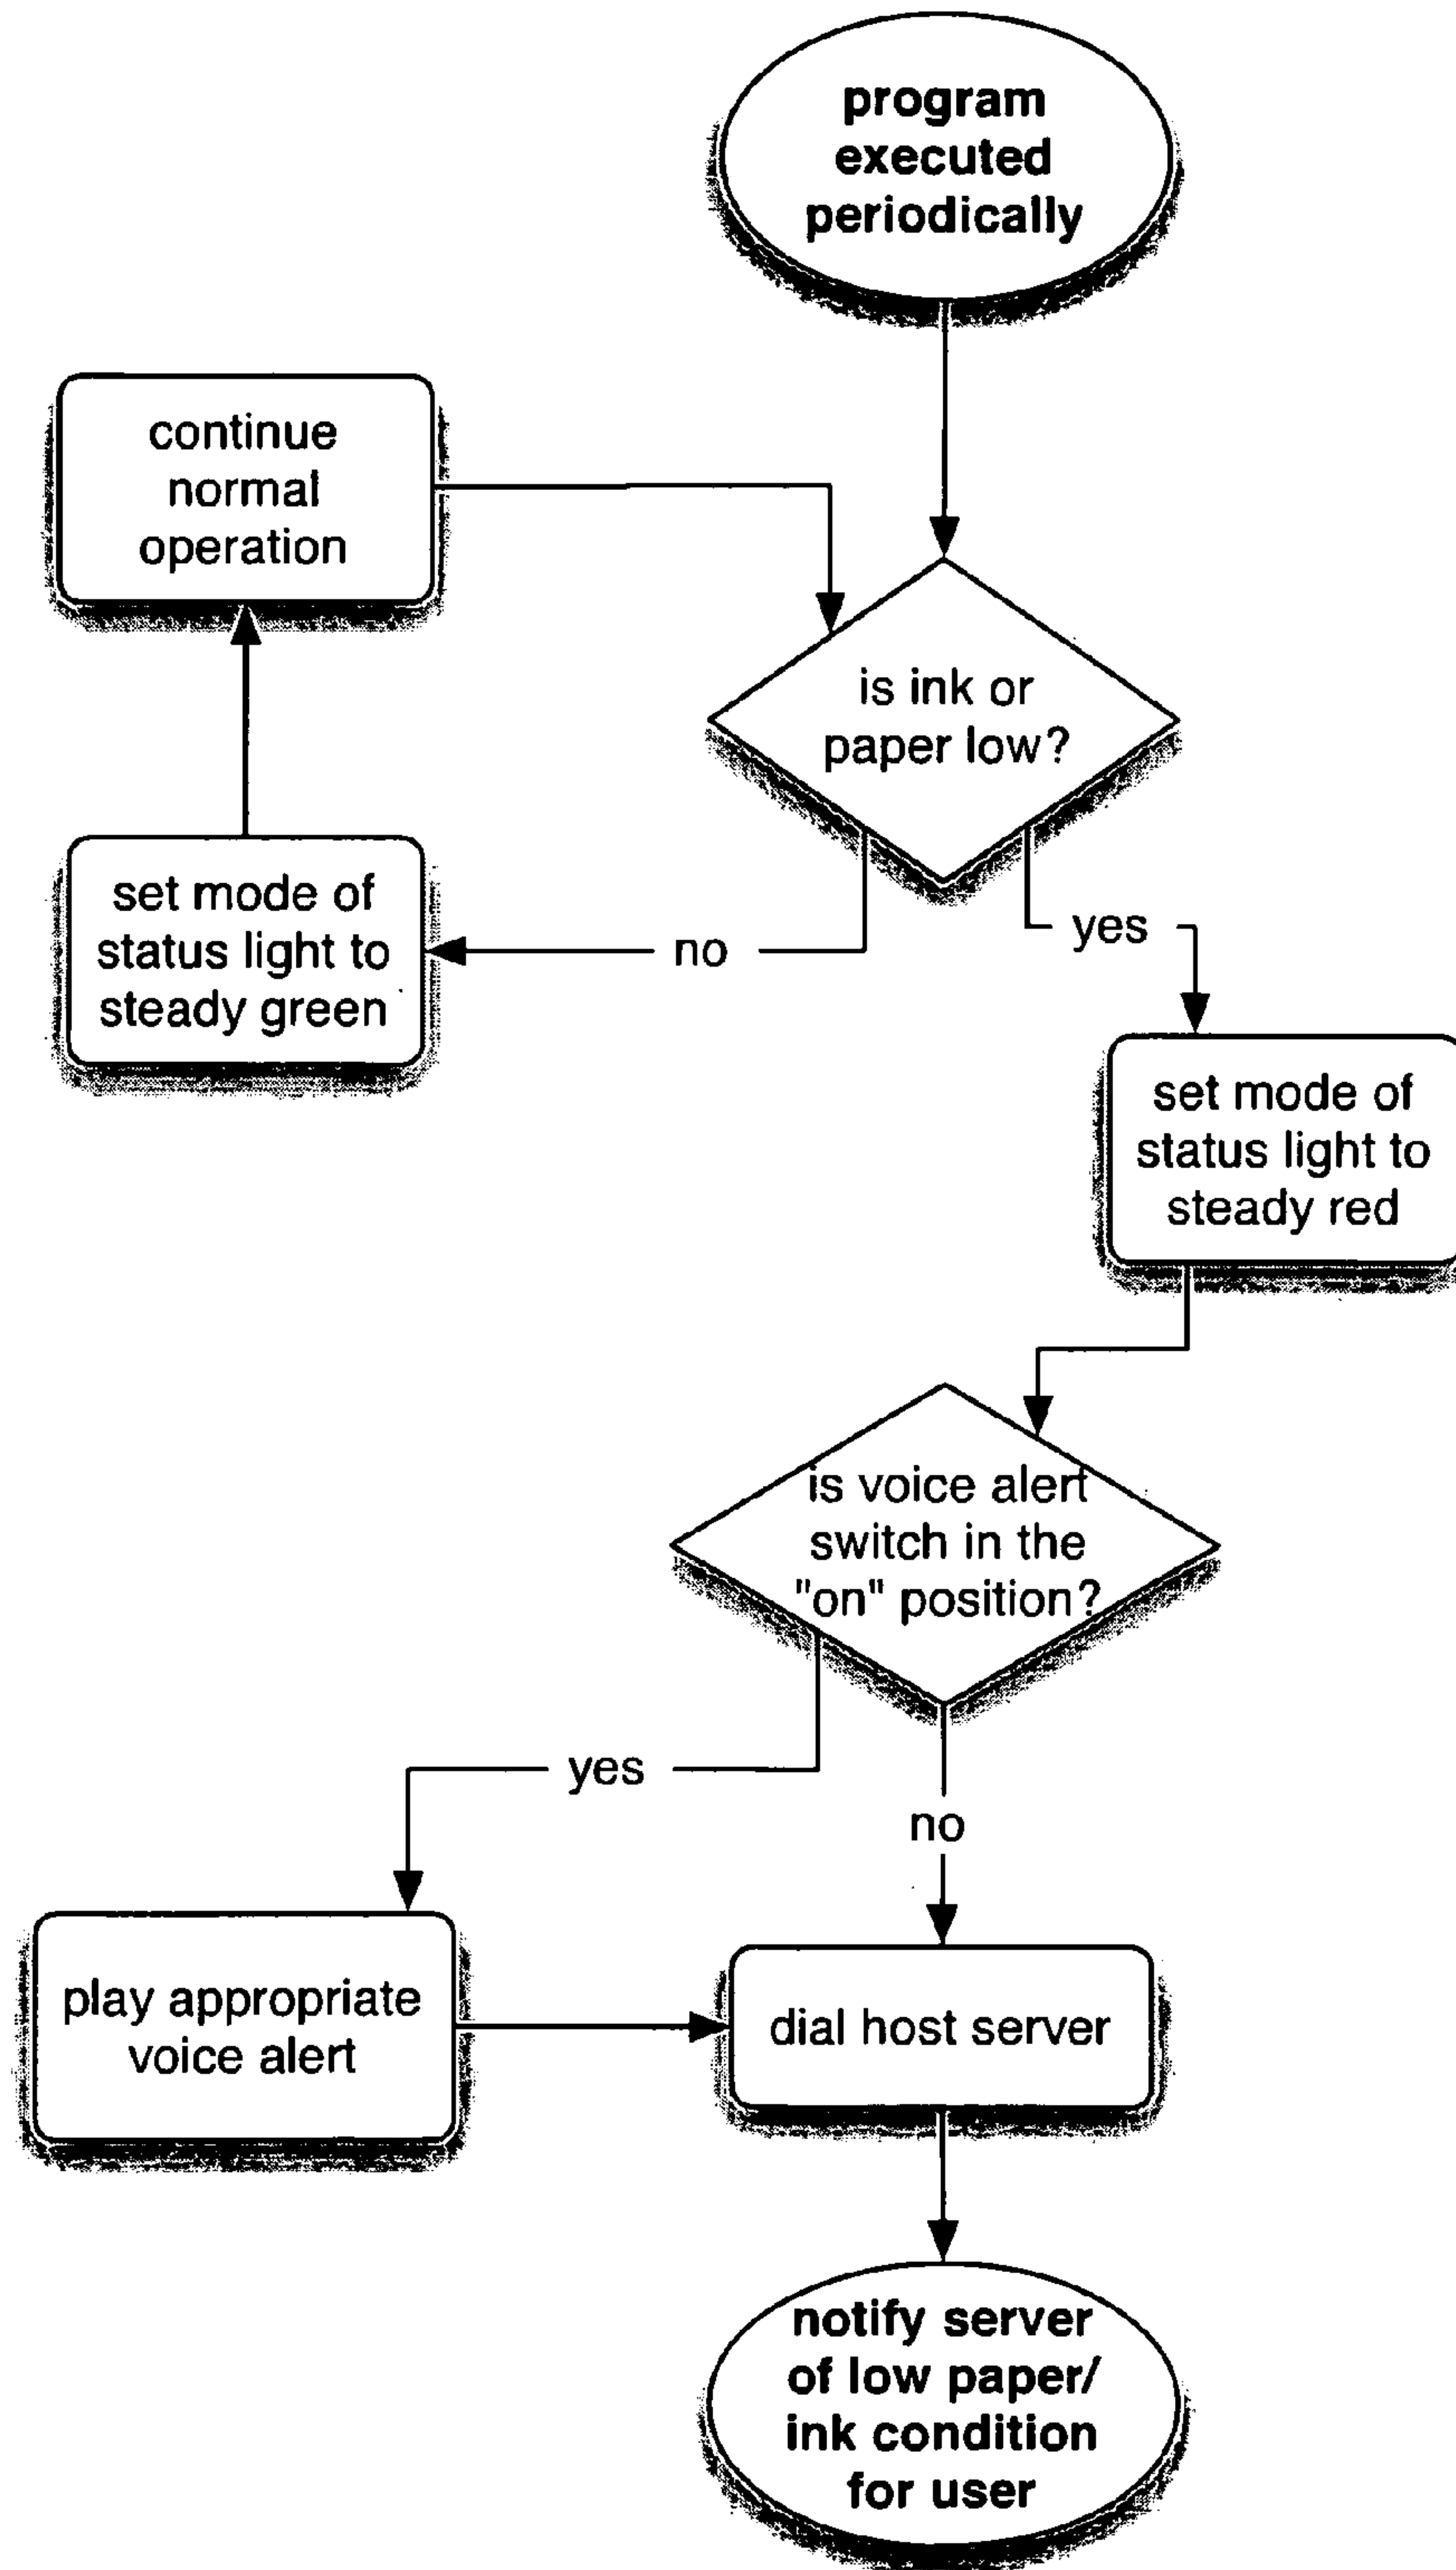 program
executed
periodically
continue
normal
operation
is ink or
paper low?
set mode of
status light to
steady green
no
yes
set mode of
status light to
steady red
is voice alert
switch in the
"on" position?
yes
no
play appropriate
voice alert
dial host server
notify server
of low paper/
ink condition
for user